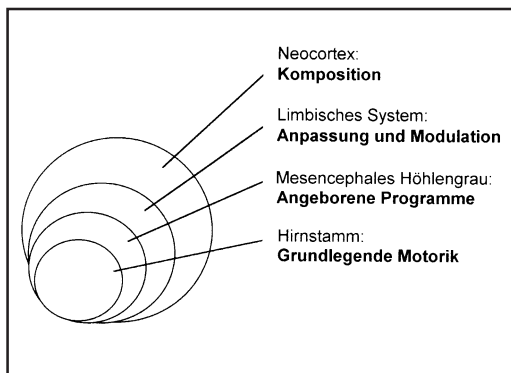 Neocortex:
Komposition
Limbisches System:
Anpassung und Modulation
Mesencephales Höhlengrau:
Angeborene Programme
Hirnstamm:
Grundlegende Motorik